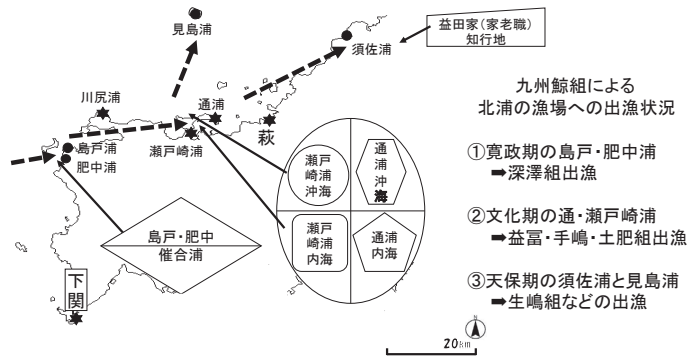 見島浦
益田家(家老職)
知行地
須佐浦
川尻浦
通浦
萩
島戸浦
肥中浦
瀬戸崎浦
瀬戸
崎浦
沖海
通
浦
沖
海
瀬戸
崎浦
内海
通浦
内海
島戸・肥中
催合浦
下
関
九州鯨組による
北浦の漁場への出漁状況
①寛政期の島戸・肥中浦
➡深澤組出漁
②文化期の通・瀬戸崎浦
➡益冨・手嶋・土肥組出漁
③天保期の須佐浦と見島浦
➡生嶋組などの出漁
N
20km